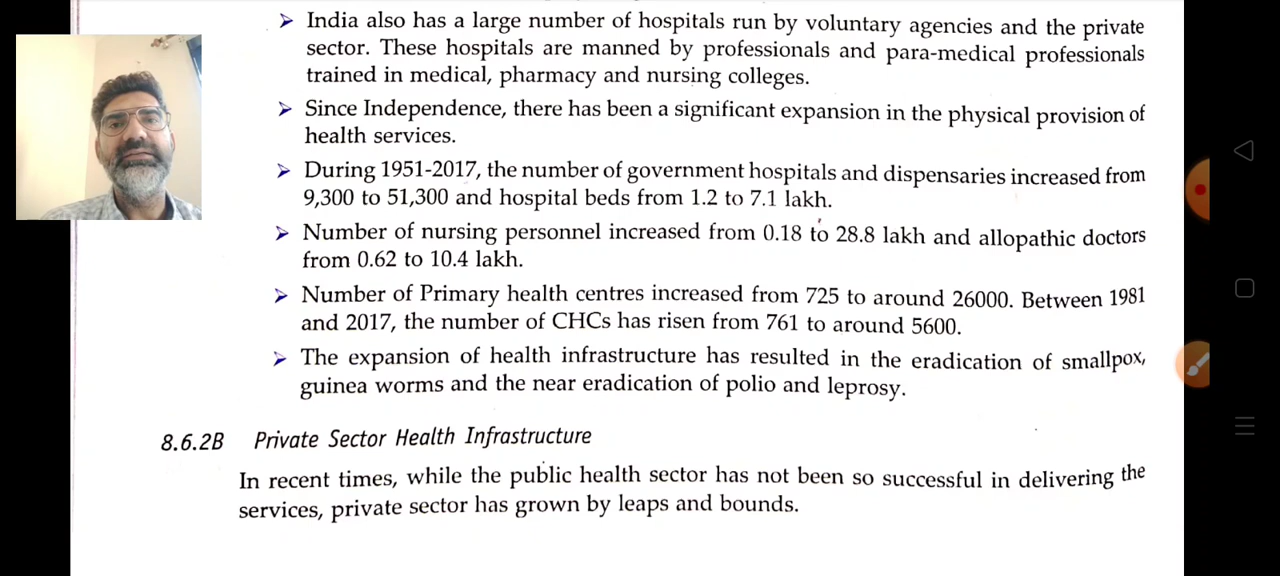 ➤ India also has a large number of hospitals run by voluntary agencies and the private
sector. These hospitals are manned by professionals and para-medical professionals
trained in medical, pharmacy and nursing colleges.
➤ Since Independence, there has been a significant expansion in the physical provision of
health services.
➤ During 1951-2017, the number of government hospitals and dispensaries increased from
9,300 to 51,300 and hospital beds from 1.2 to 7.1 lakh.
➤ Number of nursing personnel increased from 0.18 to 28.8 lakh and allopathic doctors
from 0.62 to 10.4 lakh.
➤ Number of Primary health centres increased from 725 to around 26000. Between 1981
and 2017, the number of CHCs has risen from 761 to around 5600.
➤ The expansion of health infrastructure has resulted in the eradication of smallpox,
guinea worms and the near eradication of polio and leprosy.
8.6.2B Private Sector Health Infrastructure
In recent times, while the public health sector has not been so successful in delivering the
services, private sector has grown by leaps and bounds.